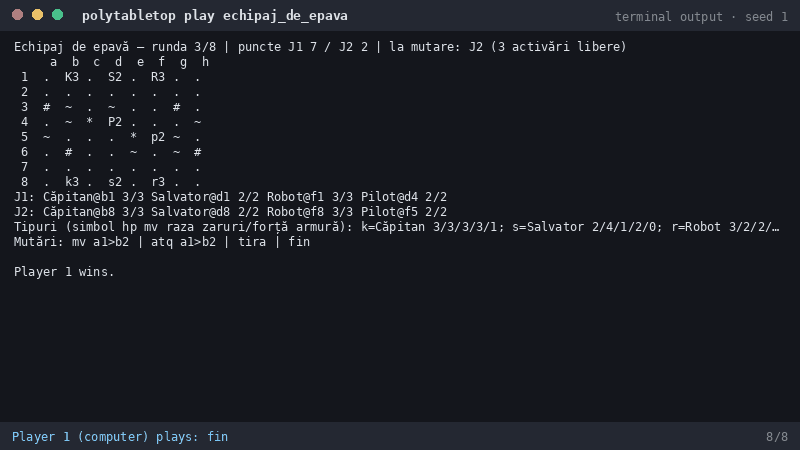 polytabletop play echipaj_de_epava
terminal output · seed 1
Echipaj de epavă — runda 3/8 | puncte J1 7 / J2 2 | la mutare: J2 (3 activări libere)
a b c d e f g h
1 . K3 . S2 . R3 . .
2 . . . . . . . .
3 # ~ . ~ . . # .
4 . ~ * P2 . . . ~
5 ~ . . . * p2 ~ .
6 . # . . ~ . ~ #
7 . . . . . . . .
8 . k3 . s2 . r3 . .
J1: Căpitan@b1 3/3 Salvator@d1 2/2 Robot@f1 3/3 Pilot@d4 2/2
J2: Căpitan@b8 3/3 Salvator@d8 2/2 Robot@f8 3/3 Pilot@f5 2/2
Tipuri (simbol hp mv raza zaruri/forță armură): k=Căpitan 3/3/3/3/1; s=Salvator 2/4/1/2/0; r=Robot 3/2/2/…
Mutări: mv a1>b2 | atq a1>b2 | tira | fin
Player 1 wins.
Player 1 (computer) plays: fin
8/8